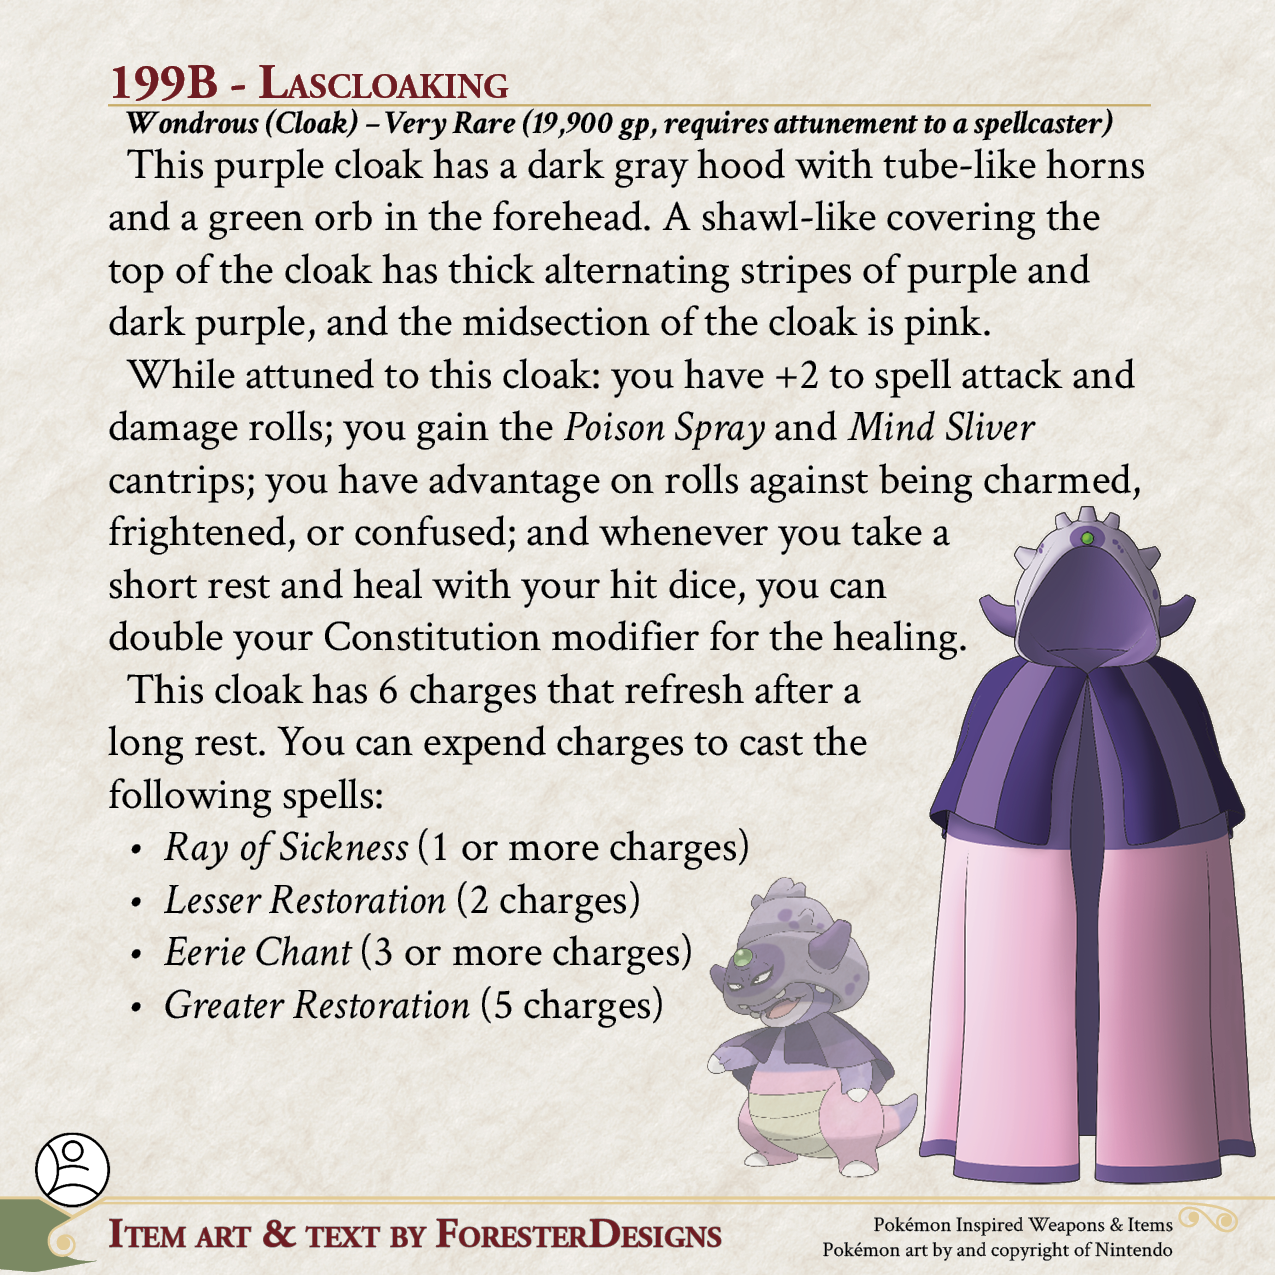 199B - Lascloaking
Wondrous (Cloak) – Very Rare (19,900 gp, requires attunement to a spellcaster)
This purple cloak has a dark gray hood with tube-like horns
and a green orb in the forehead. A shawl-like covering the
top of the cloak has thick alternating stripes of purple and
dark purple, and the midsection of the cloak is pink.
While attuned to this cloak: you have +2 to spell attack and
damage rolls; you gain the Poison Spray and Mind Sliver
cantrips; you have advantage on rolls against being charmed,
frightened, or confused; and whenever you take a
short rest and heal with your hit dice, you can
double your Constitution modifier for the healing.
This cloak has 6 charges that refresh after a
long rest. You can expend charges to cast the
following spells:
• Ray of Sickness (1 or more charges)
• Lesser Restoration (2 charges)
• Eerie Chant (3 or more charges)
• Greater Restoration (5 charges)
Item art & text by ForesterDesigns
Pokémon Inspired Weapons & Items
Pokémon art by and copyright of Nintendo